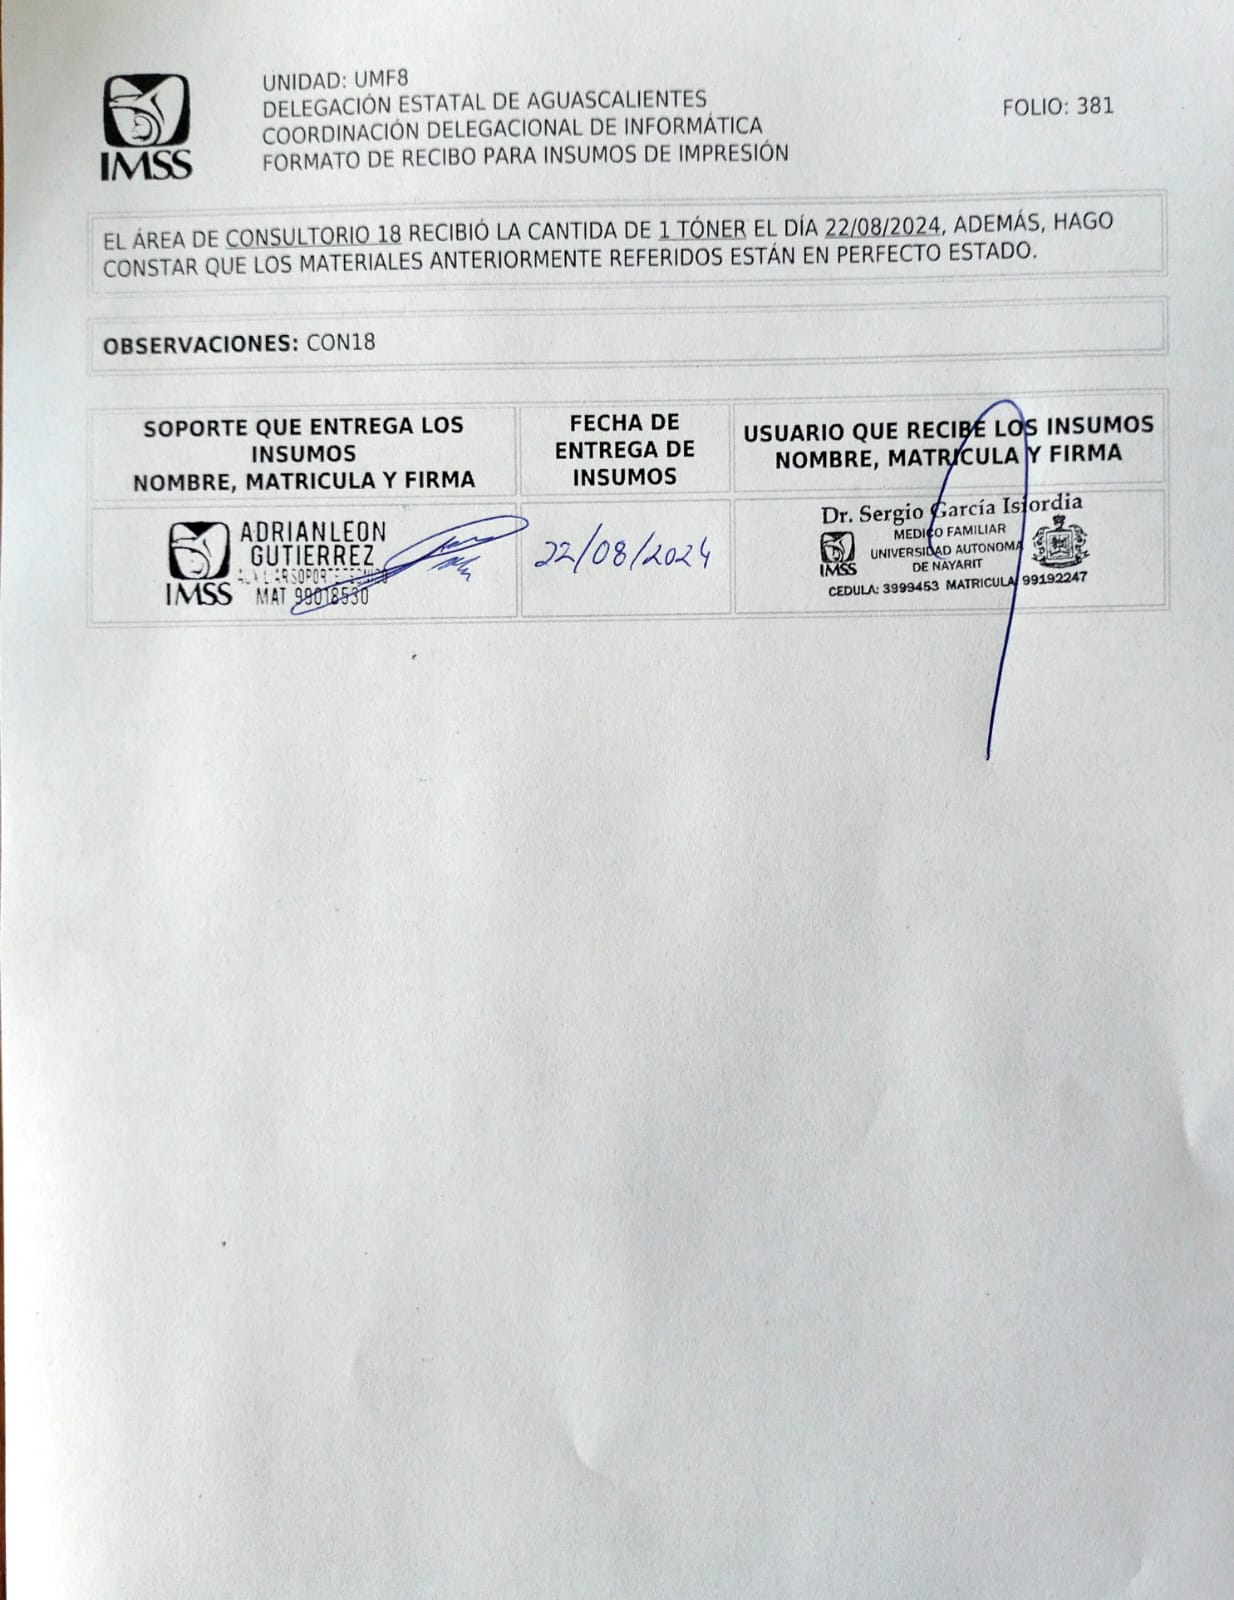 IMSS
UNIDAD: UMF8
DELEGACIÓN ESTATAL DE AGUASCALIENTES
COORDINACIÓN DELEGACIONAL DE INFORMÁTICA
FORMATO DE RECIBO PARA INSUMOS DE IMPRESIÓN
FOLIO: 381
EL ÁREA DE CONSULTORIO 18 RECIBIÓ LA CANTIDA DE 1 TÓNER EL DÍA 22/08/2024, ADEMÁS, HAGO
CONSTAR QUE LOS MATERIALES ANTERIORMENTE REFERIDOS ESTÁN EN PERFECTO ESTADO.
OBSERVACIONES: CON18
SOPORTE QUE ENTREGA LOS
INSUMOS
NOMBRE, MATRICULA Y FIRMA
FECHA DE
ENTREGA DE
INSUMOS
USUARIO QUE RECIBE LOS INSUMOS
NOMBRE, MATRICULA Y FIRMA
IMSS
ADRIAN LEON
GUTIERREZ
SOPORTE
MAT 99018530
22/08/2024
Dr. Sergio García Isiordia
MEDICO FAMILIAR
UNIVERSIDAD AUTONOMA
DE NAYARIT
IMSS
CEDULA: 3999453 MATRICULA 99192247